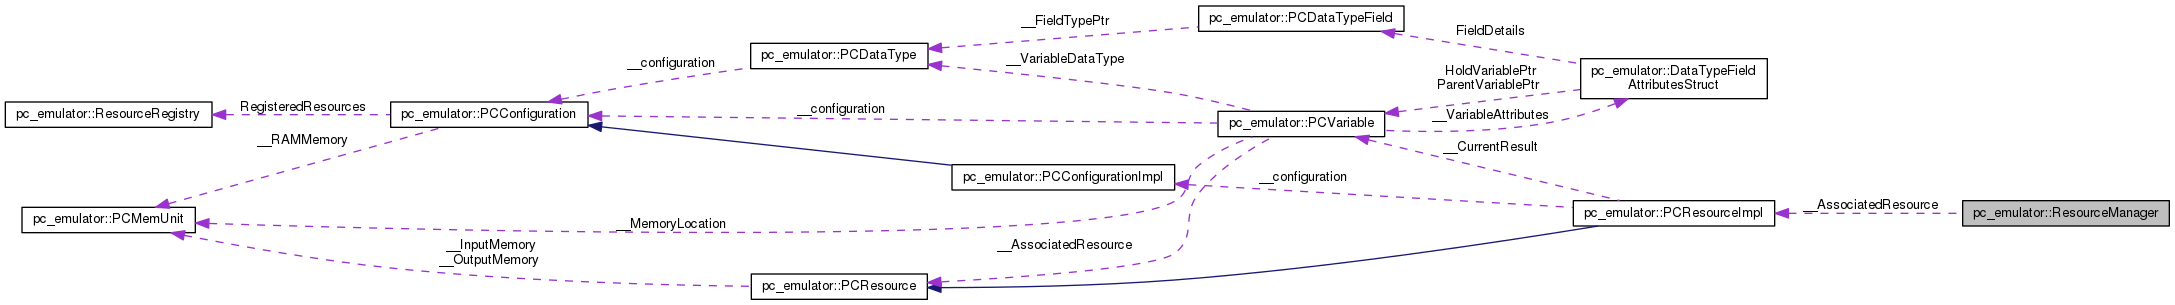 pc_emulator::PCDataTypeField
__FieldTypePtr
FieldDetails
pc_emulator::PCDataType
__configuration
__VariableDataType
HoldVariablePtr
ParentVariablePtr
pc_emulator::DataTypeField
AttributesStruct
pc_emulator::ResourceRegistry
RegisteredResources
pc_emulator::PCConfiguration
__configuration
pc_emulator::PCVariable
__VariableAttributes
__RAMMemory
__CurrentResult
pc_emulator::PCConfigurationImpl
__configuration
pc_emulator::PCMemUnit
__MemoryLocation
pc_emulator::PCResourceImpl
__AssociatedResource
pc_emulator::ResourceManager
__InputMemory
__OutputMemory
__AssociatedResource
pc_emulator::PCResource